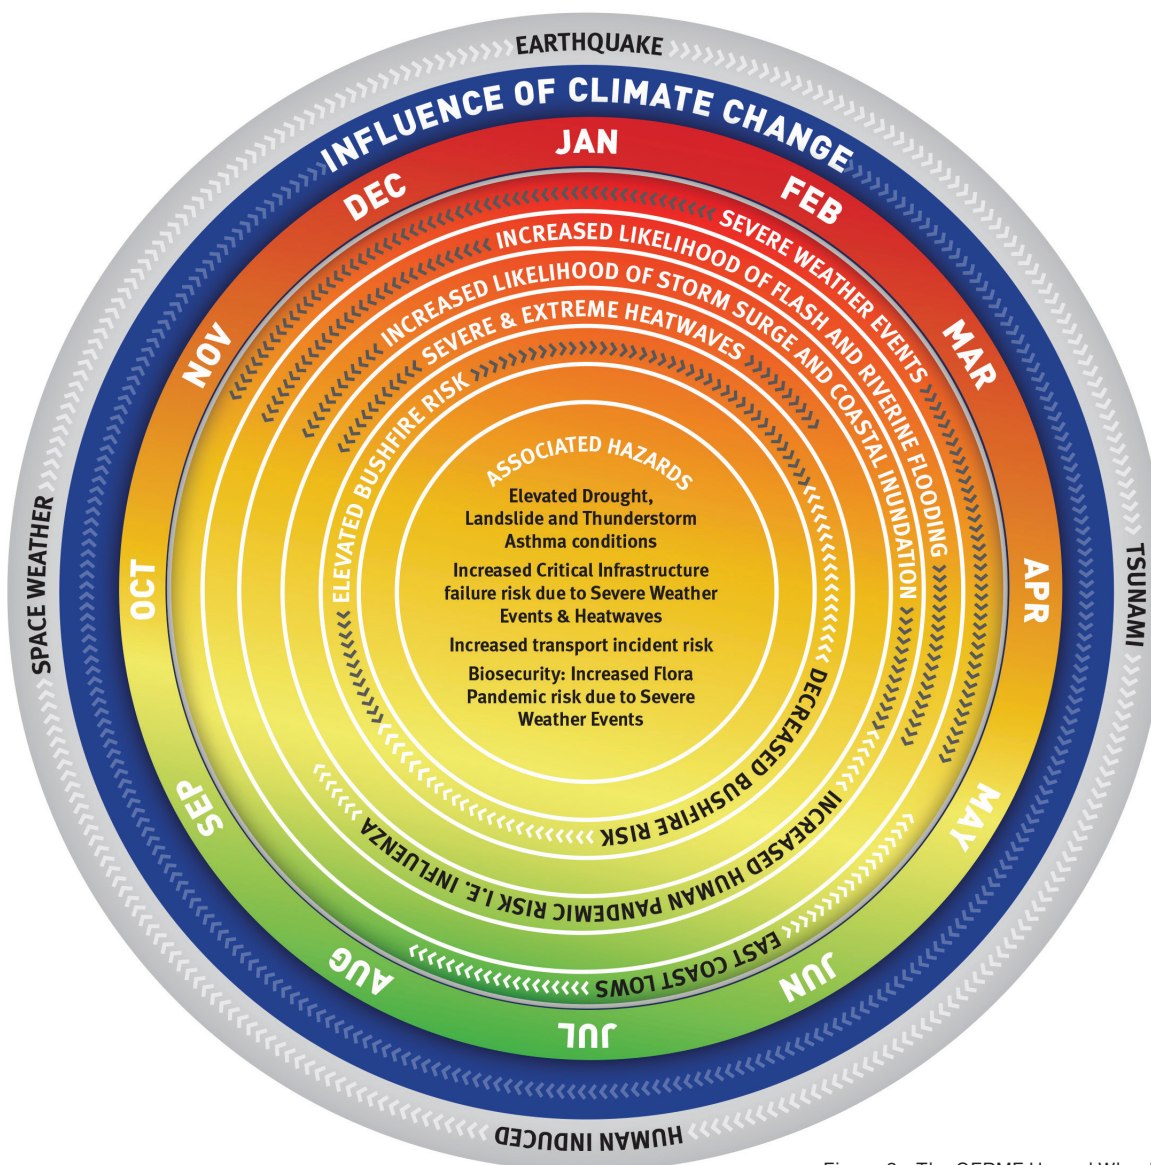 EARTHQUAKE
TSUNAMI
HUMAN INDUCED
SPACE WEATHER
INFLUENCE OF CLIMATE CHANGE
JAN
FEB
MAR
APR
MAY
JUN
JUL
AUG
SEP
OCT
NOV
DEC
SEVERE WEATHER EVENTS
EAST COAST LOWS
INCREASED LIKELIHOOD OF FLASH AND RIVERINE FLOODING
INCREASED LIKELIHOOD OF STORM SURGE AND COASTAL INUNDATION
INCREASED HUMAN PANDEMIC RISK I.E. INFLUENZA
SEVERE & EXTREME HEATWAVES
ELEVATED BUSHFIRE RISK
DECREASED BUSHFIRE RISK
ASSOCIATED HAZARDS
Elevated Drought,
Landslide and Thunderstorm
Asthma conditions
Increased Critical Infrastructure
failure risk due to Severe Weather
Events & Heatwaves
Increased transport incident risk
Biosecurity: Increased Flora
Pandemic risk due to Severe
Weather Events